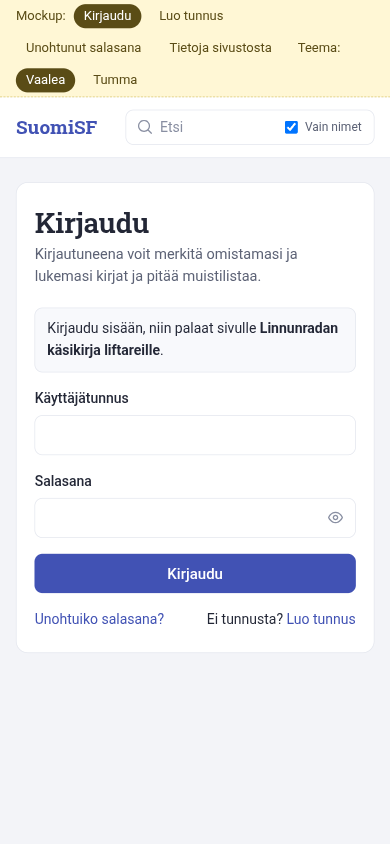 Mockup: Kirjaudu Luo tunnus
Unohtunut salasana Tietoja sivustosta Teema:
Vaalea Tumma
SuomiSF Etsi Vain nimet
Kirjaudu
Kirjautuneena voit merkitä omistamasi ja
lukemasi kirjat ja pitää muistilistaa.
Kirjaudu sisään, niin palaat sivulle Linnunradan
käsikirja liftareille.
Käyttäjätunnus
Salasana
Kirjaudu
Unohtuiko salasana? Ei tunnusta? Luo tunnus